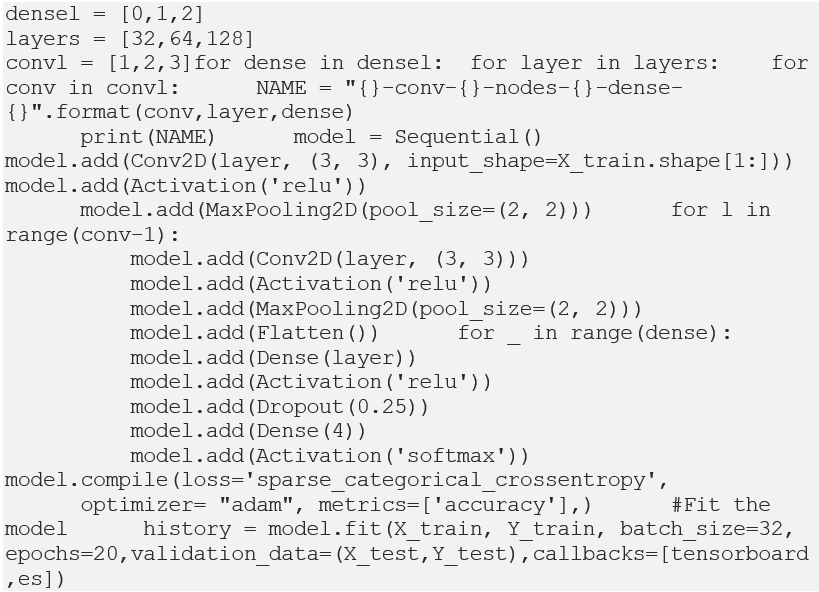 densel = [0,1,2]
layers = [32,64,128]
convl = [1,2,3]for dense in densel:  for layer in layers:    for
conv in convl:      NAME = "{}-conv-{}-nodes-{}-dense-
{}".format(conv,layer,dense)
      print(NAME)      model = Sequential()
model.add(Conv2D(layer, (3, 3), input_shape=X_train.shape[1:]))
model.add(Activation('relu'))
      model.add(MaxPooling2D(pool_size=(2, 2)))      for l in
range(conv-1):
          model.add(Conv2D(layer, (3, 3)))
          model.add(Activation('relu'))
          model.add(MaxPooling2D(pool_size=(2, 2)))
          model.add(Flatten())      for _ in range(dense):
          model.add(Dense(layer))
          model.add(Activation('relu'))
          model.add(Dropout(0.25))
          model.add(Dense(4))
          model.add(Activation('softmax'))
model.compile(loss='sparse_categorical_crossentropy',
      optimizer= "adam", metrics=['accuracy'],)      #Fit the
model      history = model.fit(X_train, Y_train, batch_size=32,
epochs=20,validation_data=(X_test,Y_test),callbacks=[tensorboard
,es])